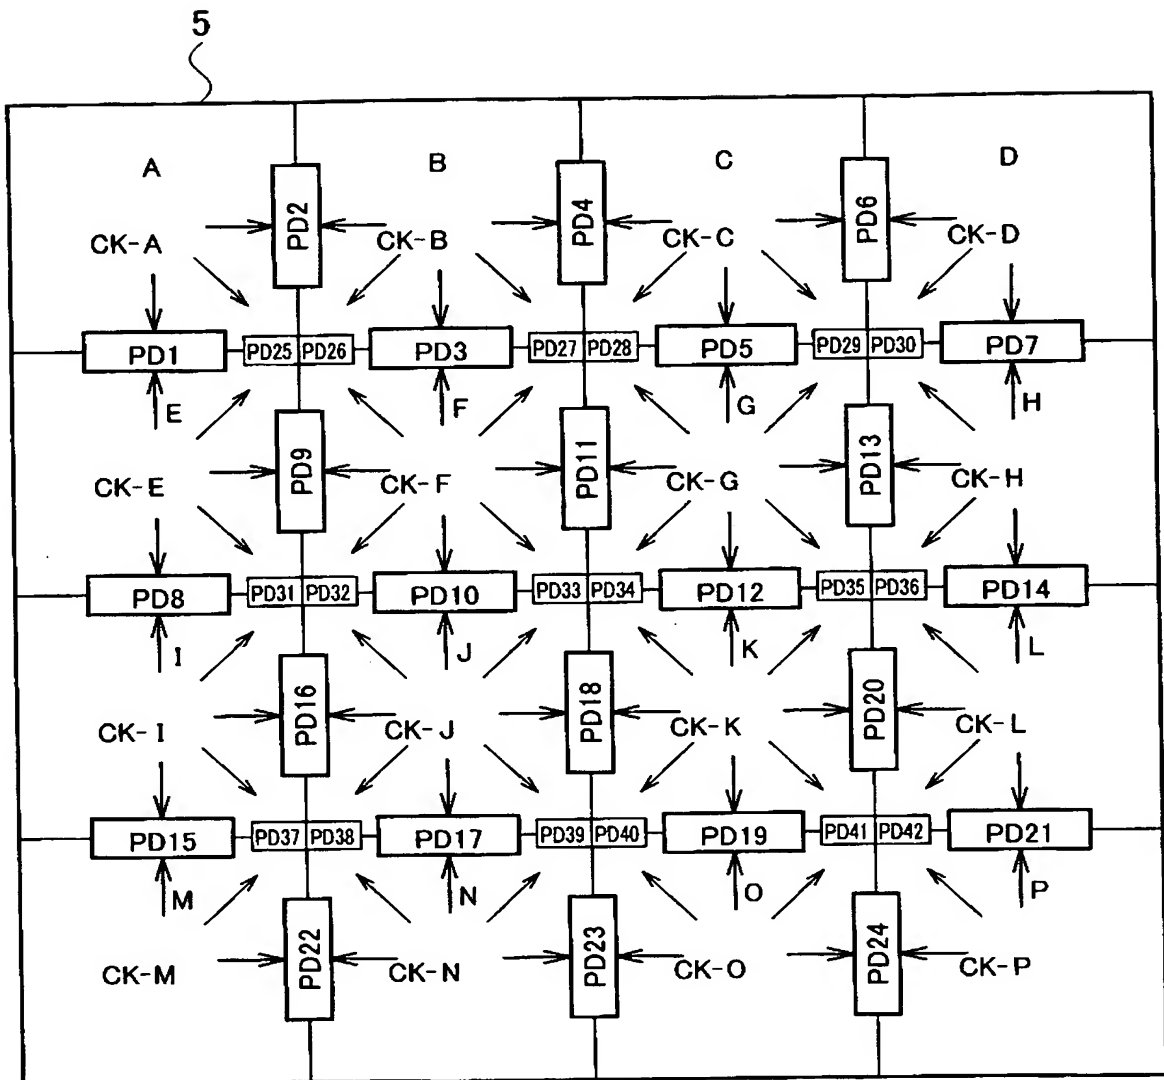 5
A B C D
PD2 PD4 PD6
CK-A CK-B CK-C CK-D
PD1 PD25 PD26 PD3 PD27 PD28 PD5 PD29 PD30 PD7
E F G H
PD9 PD11 PD13
CK-E CK-F CK-G CK-H
PD8 PD31 PD32 PD10 PD33 PD34 PD12 PD35 PD36 PD14
I J K L
PD16 PD18 PD20
CK-I CK-J CK-K CK-L
PD15 PD37 PD38 PD17 PD39 PD40 PD19 PD41 PD42 PD21
M N O P
PD22 PD23 PD24
CK-M CK-N CK-O CK-P